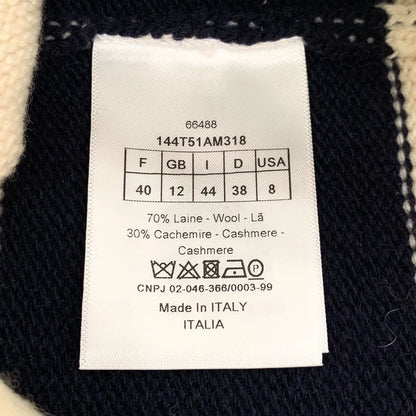 66488
144T51AM318
F GB I D USA
40 12 44 38 8
70% Laine - Wool - Lã
30% Cachemire - Cashmere -
Cashmere
CNPJ 02-046-366/0003-99
Made In ITALY
ITALIA